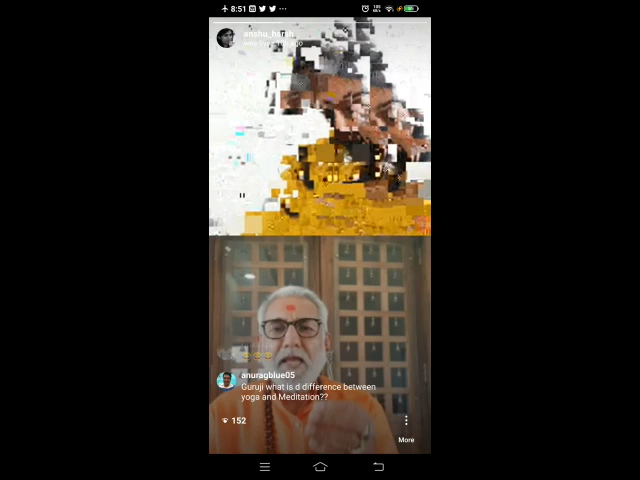 8:51
anshu_harsh
anuragblue05
Guruji what is d difference between
yoga and Meditation??
152
More